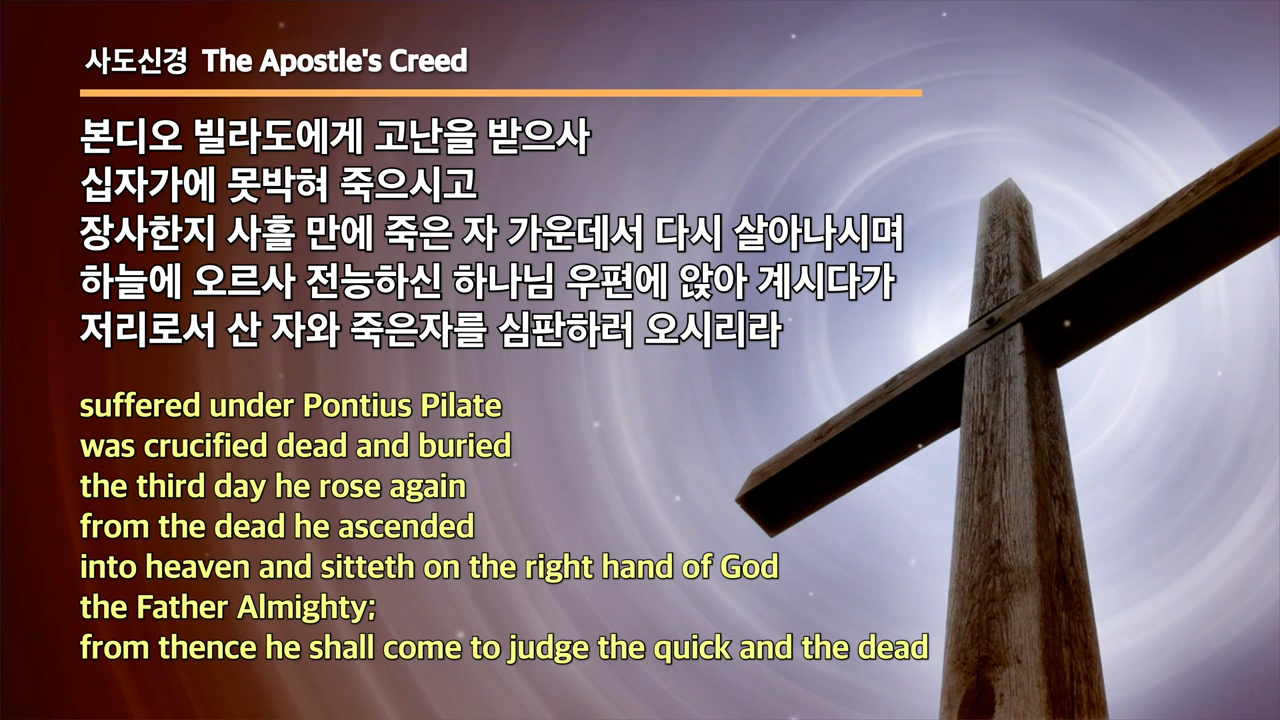 사도신경 The Apostle's Creed
본디오 빌라도에게 고난을 받으사
십자가에 못박혀 죽으시고
장사한지 사흘 만에 죽은 자 가운데서 다시 살아나시며
하늘에 오르사 전능하신 하나님 우편에 앉아 계시다가
저리로서 산 자와 죽은자를 심판하러 오시리라
suffered under Pontius Pilate
was crucified dead and buried
the third day he rose again
from the dead he ascended
into heaven and sitteth on the right hand of God
the Father Almighty;
from thence he shall come to judge the quick and the dead